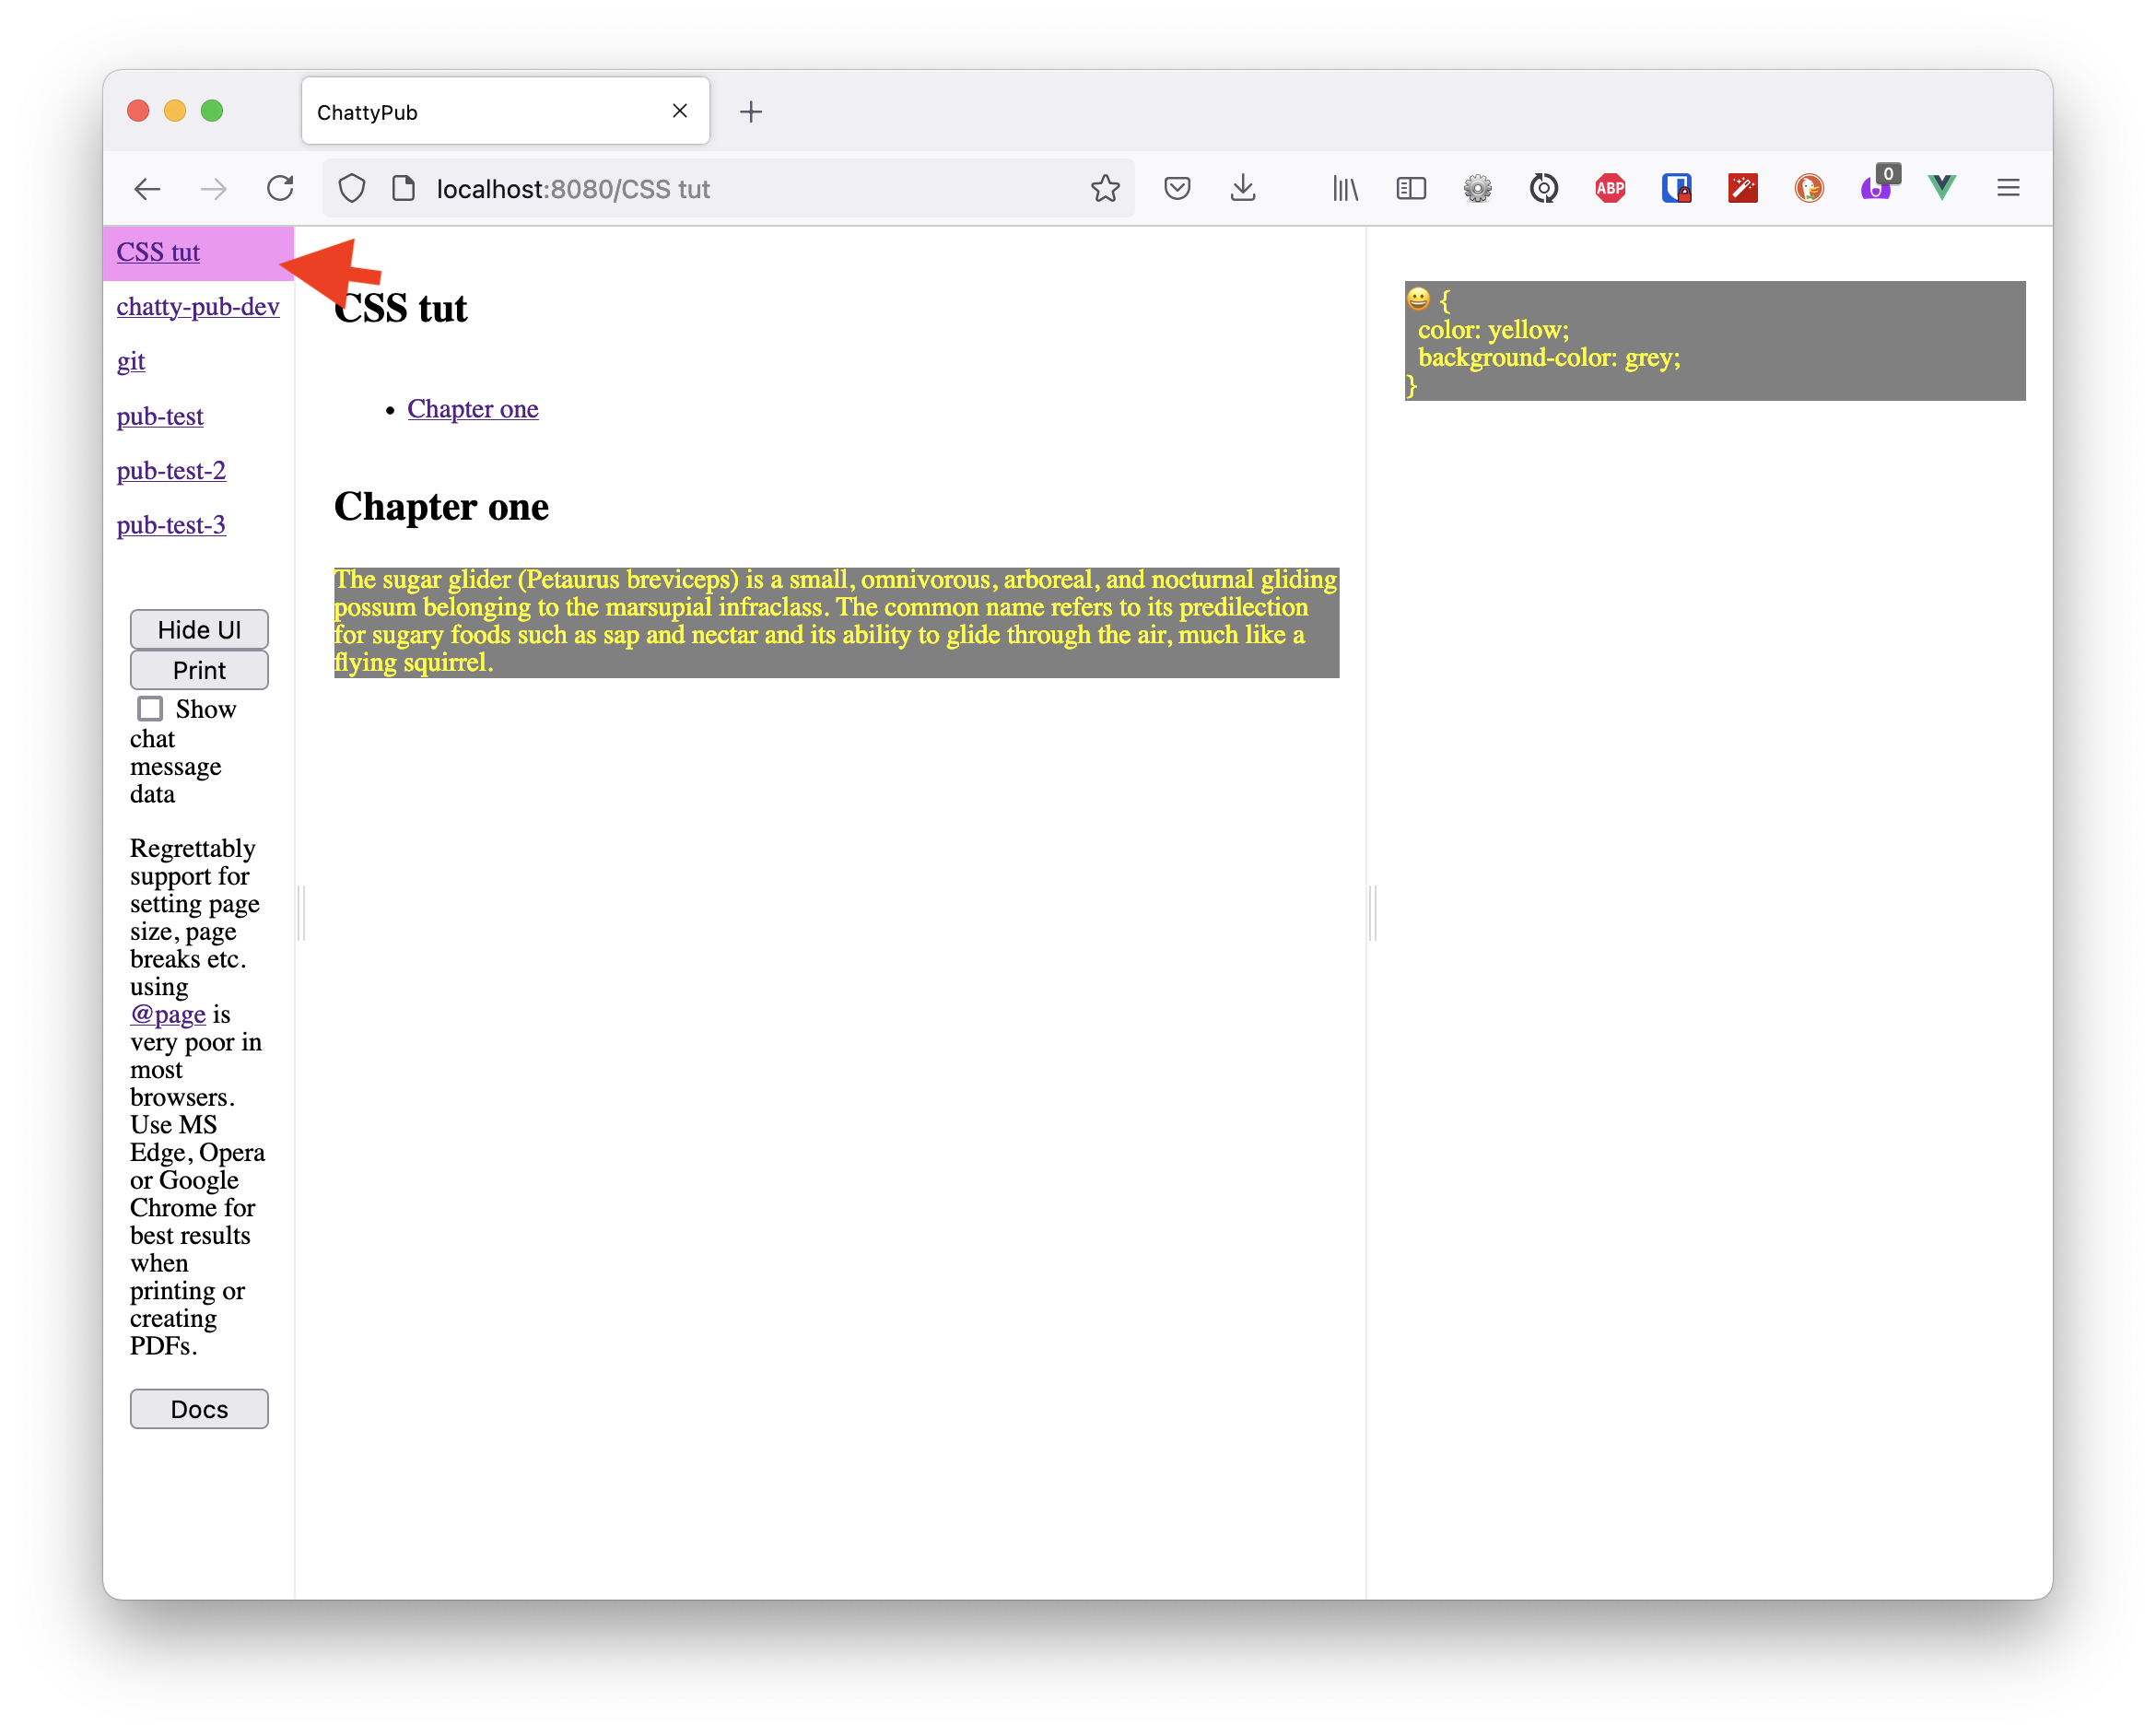 ChattyPub
localhost:8080/CSS tut
ABP
0
CSS tut
chatty-pub-dev
git
pub-test
pub-test-2
pub-test-3
Hide UI
Print
Show
chat
message
data
Regrettably
support for
setting page
size, page
breaks etc.
using
@page is
very poor in
most
browsers.
Use MS
Edge, Opera
or Google
Chrome for
best results
when
printing or
creating
PDFs.
Docs
CSS tut
• Chapter one
Chapter one
The sugar glider (Petaurus breviceps) is a small, omnivorous, arboreal, and nocturnal gliding
possum belonging to the marsupial infraclass. The common name refers to its predilection
for sugary foods such as sap and nectar and its ability to glide through the air, much like a
flying squirrel.
😀 {
color: yellow;
background-color: grey;
}